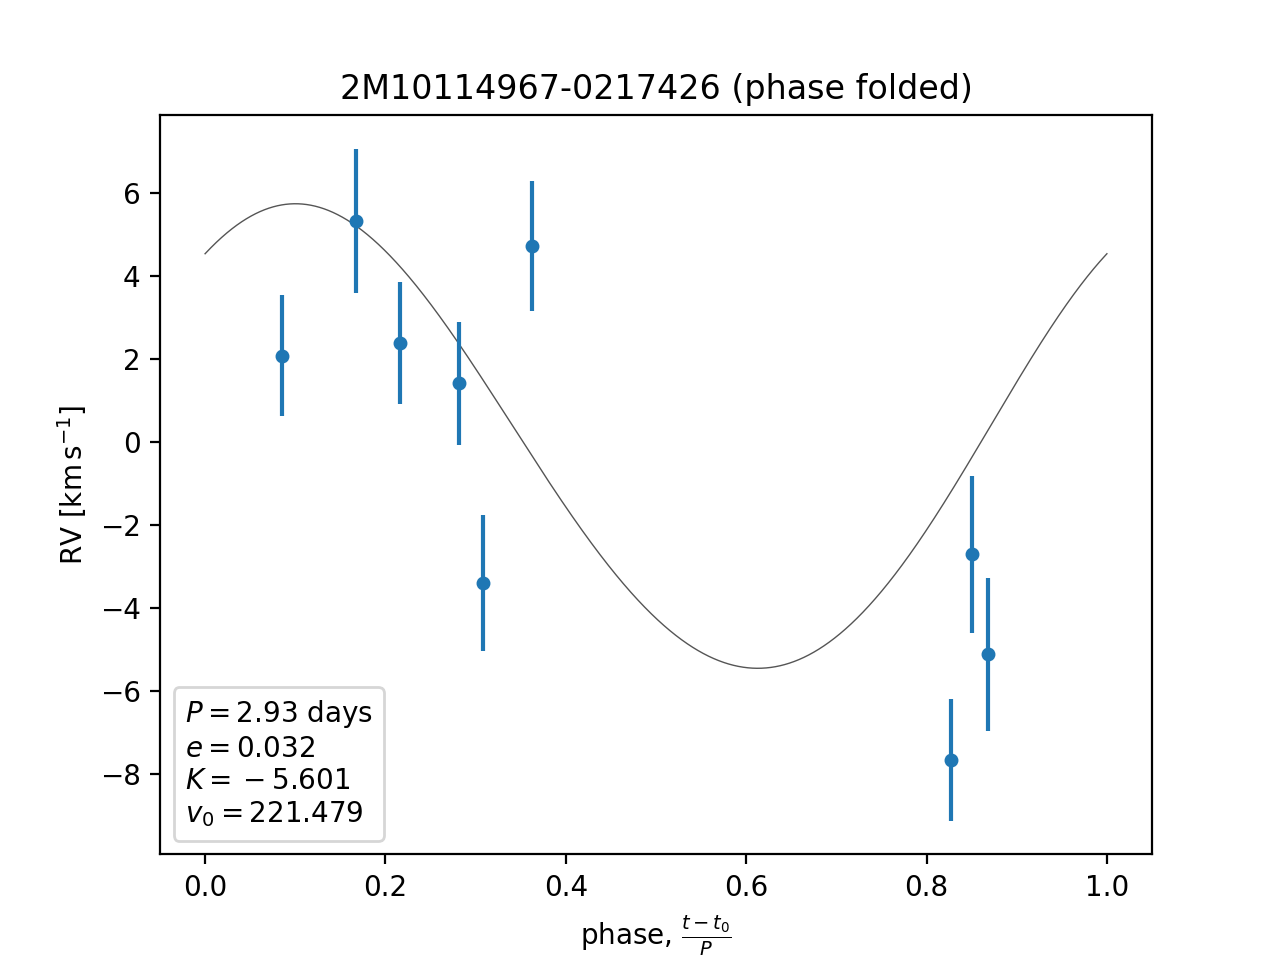 2M10114967-0217426 (phase folded)
RV [km s⁻¹]
6
4
2
0
−2
−4
−6
−8
P = 2.93 days
e = 0.032
K = −5.601
v₀ = 221.479
0.0 0.2 0.4 0.6 0.8 1.0
phase, (t − t₀)/P